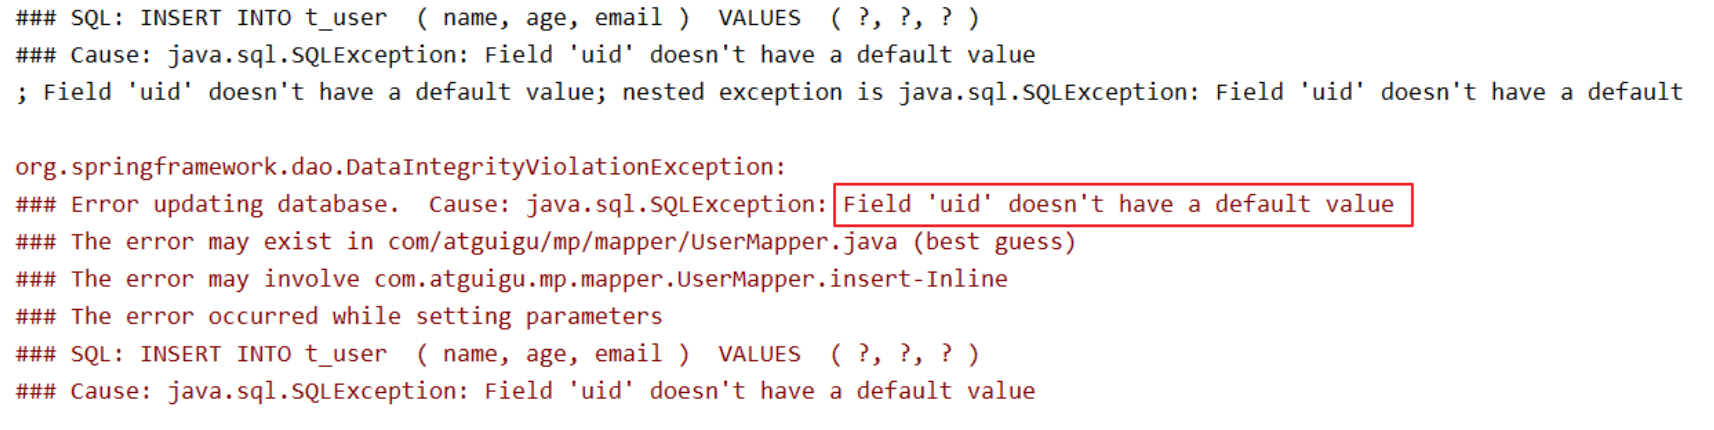 ### SQL: INSERT INTO t_user  ( name, age, email )  VALUES  ( ?, ?, ? )
### Cause: java.sql.SQLException: Field 'uid' doesn't have a default value
; Field 'uid' doesn't have a default value; nested exception is java.sql.SQLException: Field 'uid' doesn't have a default
org.springframework.dao.DataIntegrityViolationException:
### Error updating database.  Cause: java.sql.SQLException: Field 'uid' doesn't have a default value
### The error may exist in com/atguigu/mp/mapper/UserMapper.java (best guess)
### The error may involve com.atguigu.mp.mapper.UserMapper.insert-Inline
### The error occurred while setting parameters
### SQL: INSERT INTO t_user  ( name, age, email )  VALUES  ( ?, ?, ? )
### Cause: java.sql.SQLException: Field 'uid' doesn't have a default value